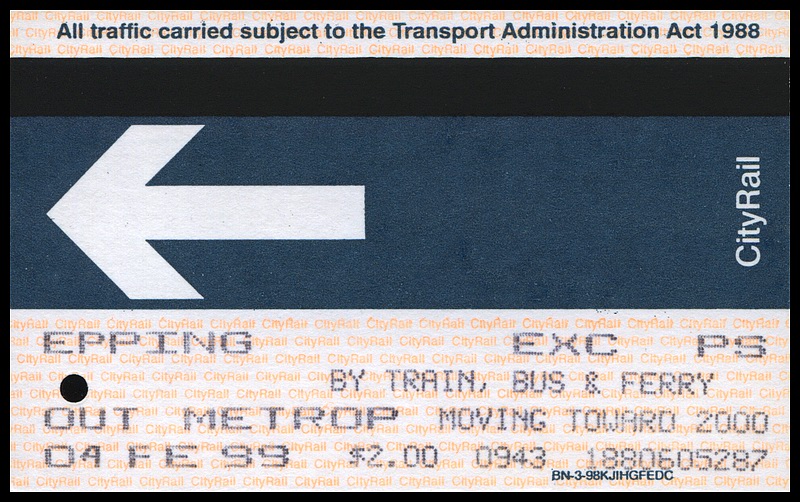 All traffic carried subject to the Transport Administration Act 1988
CityRail
EPPING EXC PS
BY TRAIN, BUS & FERRY
OUT METROP MOVING TOWARD 2000
04 FE 99 $2.00 0943 1880605287
BN-3-98KJIHGFEDC